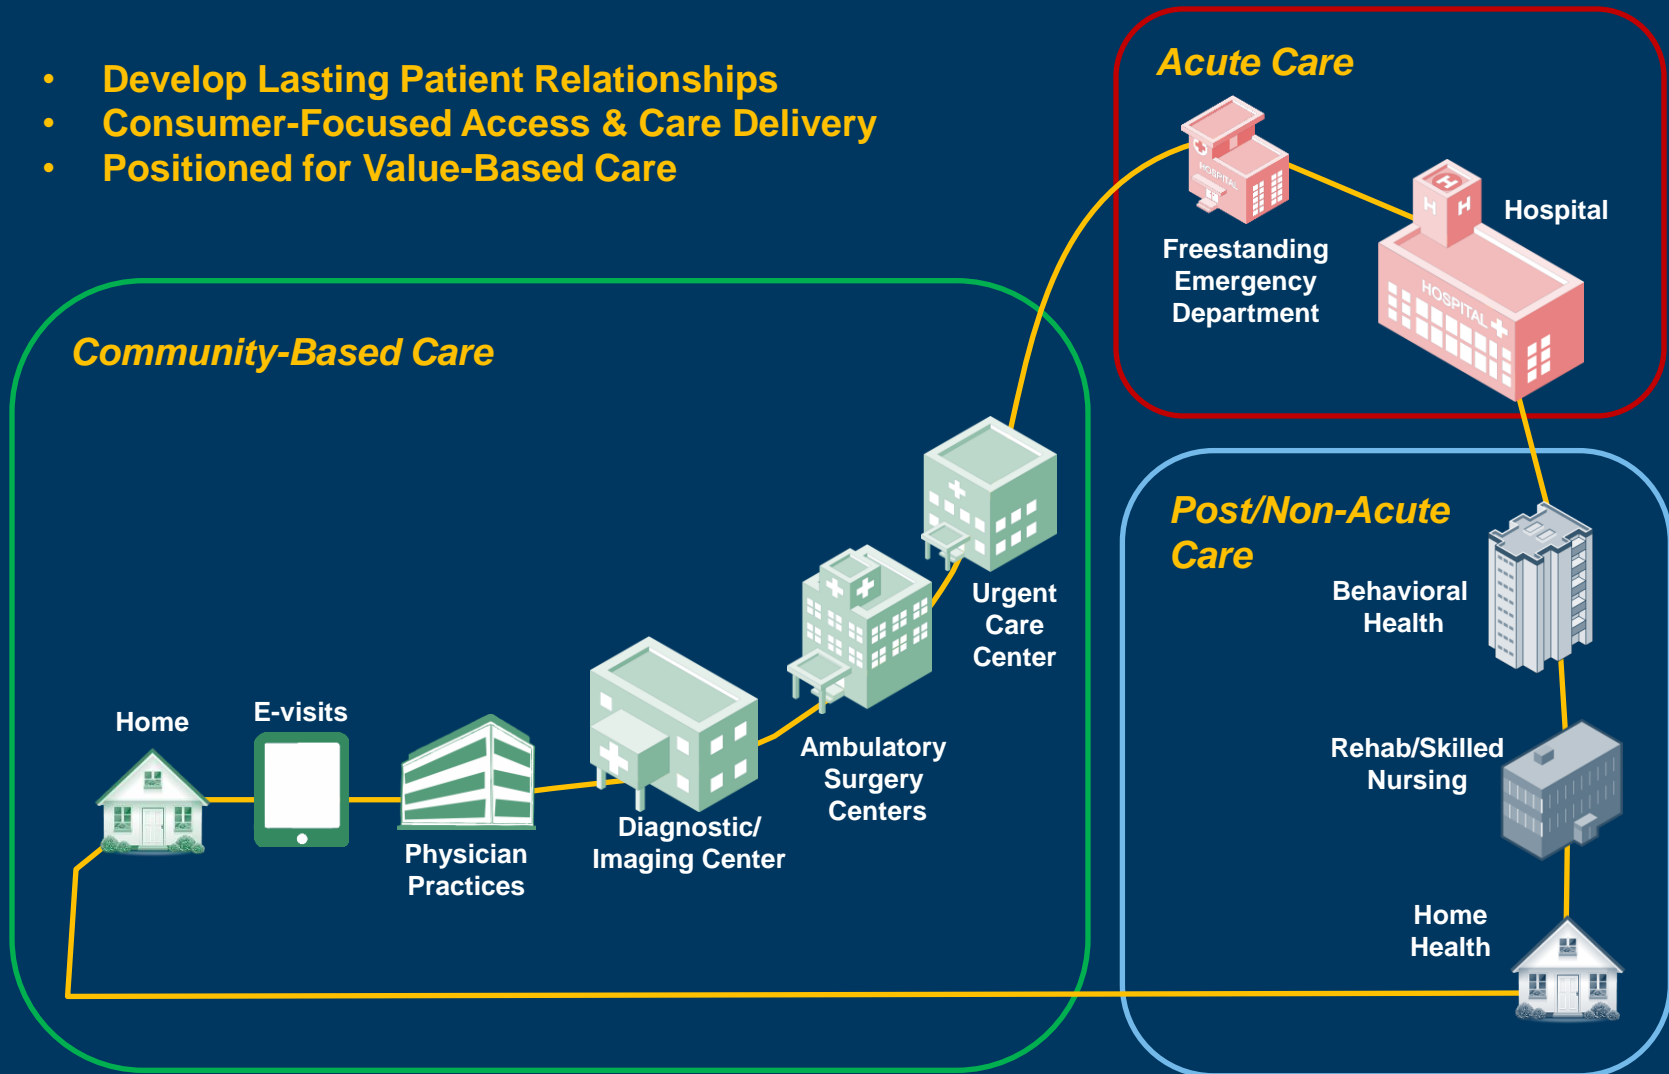 • Develop Lasting Patient Relationships
• Consumer-Focused Access & Care Delivery
• Positioned for Value-Based Care
Acute Care
HOSPITAL
Freestanding
Emergency
Department
H
H H
Hospital
HOSPITAL
Community-Based Care
Home
E-visits
Physician
Practices
Diagnostic/
Imaging Center
Ambulatory
Surgery
Centers
Urgent
Care
Center
Post/Non-Acute
Care
Behavioral
Health
Rehab/Skilled
Nursing
Home
Health